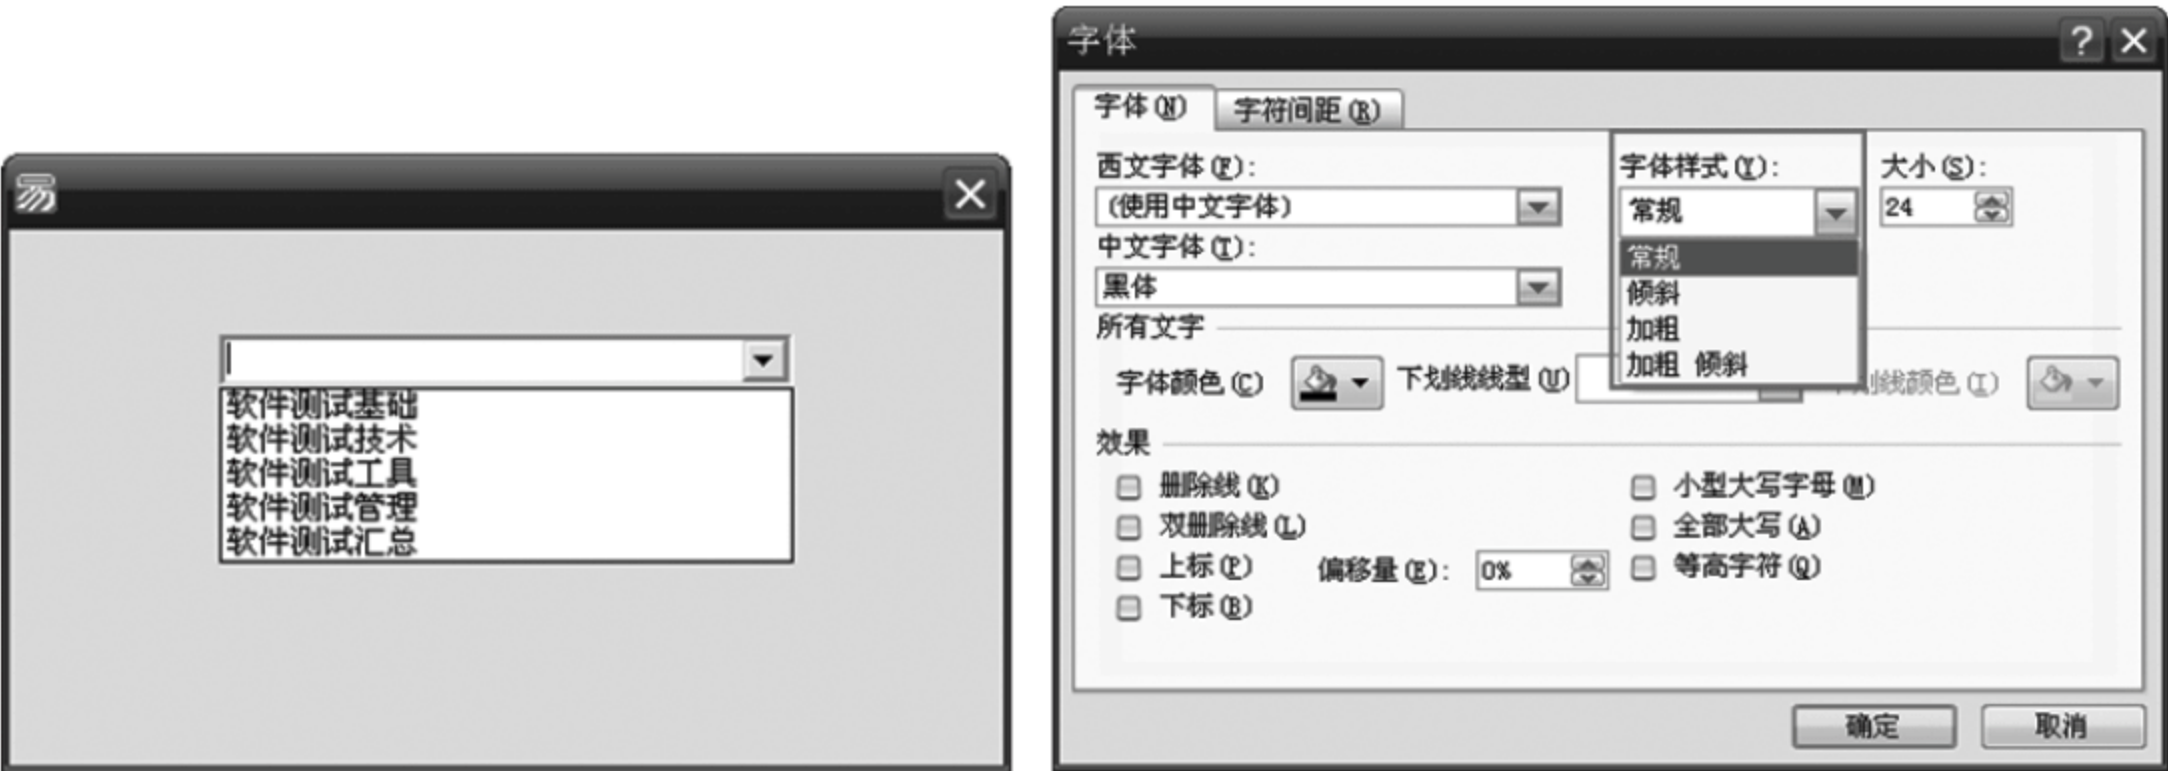 易
软件测试基础
软件测试技术
软件测试工具
软件测试管理
软件测试汇总
字体
?
字体(N) 字符间距(R)
西文字体(F): 字体样式(Y): 大小(S):
(使用中文字体) 常规 24
常规
中文字体(T): 倾斜
黑体 加粗
加粗 倾斜
所有文字
字体颜色(C) 下划线线型(U) 划线颜色(I)
效果
删除线(K) 小型大写字母(M)
双删除线(L) 全部大写(A)
上标(P) 偏移量(E): 0% 等高字符(Q)
下标(B)
确定 取消